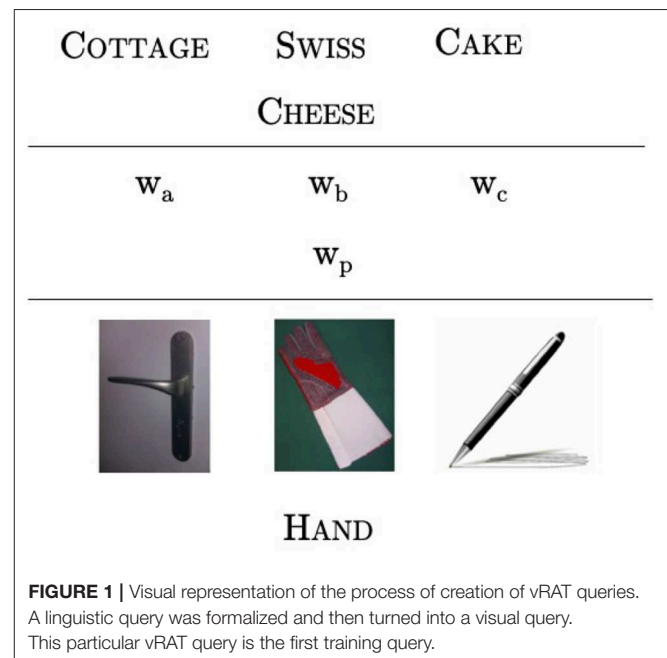 COTTAGE SWISS CAKE
CHEESE
wa wb wc
wp
HAND
FIGURE 1 | Visual representation of the process of creation of vRAT queries.
A linguistic query was formalized and then turned into a visual query.
This particular vRAT query is the first training query.